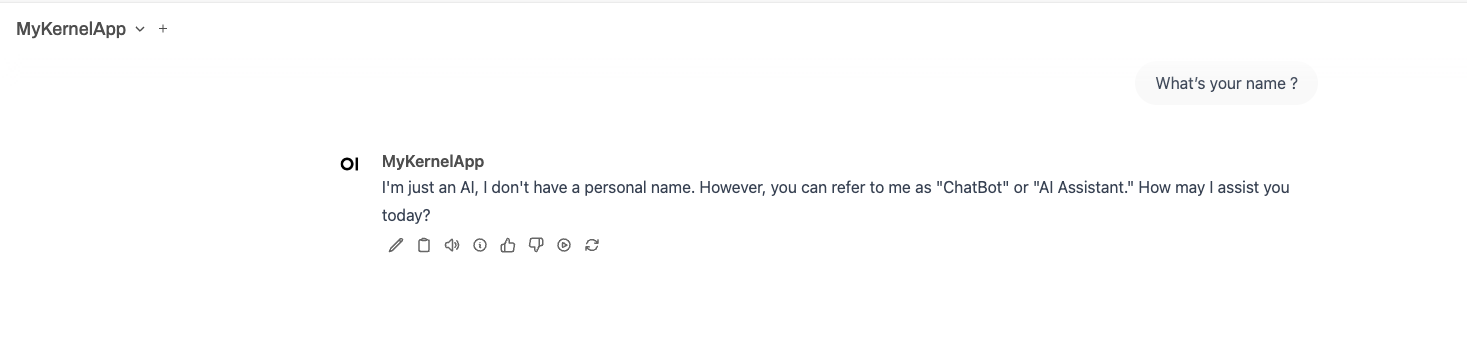 MyKernelApp
What’s your name ?
OI
MyKernelApp
I'm just an AI, I don't have a personal name. However, you can refer to me as "ChatBot" or "AI Assistant." How may I assist you
today?